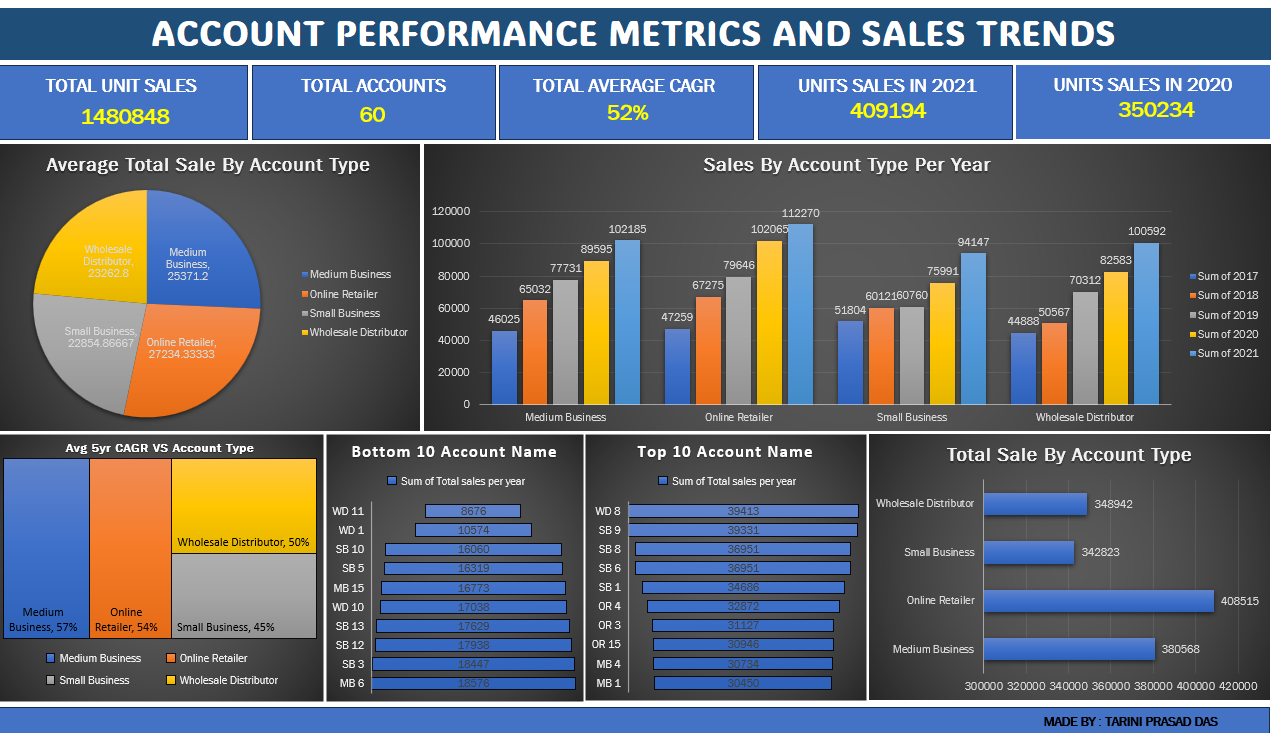 ACCOUNT PERFORMANCE METRICS AND SALES TRENDS
TOTAL UNIT SALES
1480848
TOTAL ACCOUNTS
60
TOTAL AVERAGE CAGR
52%
UNITS SALES IN 2021
409194
UNITS SALES IN 2020
350234
Average Total Sale By Account Type
Wholesale
Distributor,
23262.8
Medium
Business,
25371.2
Small Business,
22854.86667
Online Retailer,
27234.33333
Medium Business
Online Retailer
Small Business
Wholesale Distributor
Sales By Account Type Per Year
120000
100000
80000
60000
40000
20000
0
46025
65032
77731
89595
102185
47259
67275
79646
102065
112270
51804
60121
60760
75991
94147
44888
50567
70312
82583
100592
Medium Business
Online Retailer
Small Business
Wholesale Distributor
Sum of 2017
Sum of 2018
Sum of 2019
Sum of 2020
Sum of 2021
Avg 5yr CAGR VS Account Type
Medium
Business, 57%
Online
Retailer, 54%
Wholesale Distributor, 50%
Small Business, 45%
Medium Business
Online Retailer
Small Business
Wholesale Distributor
Bottom 10 Account Name
Sum of Total sales per year
WD 11 8676
WD 1 10574
SB 10 16060
SB 5 16319
MB 15 16773
WD 10 17038
SB 13 17629
SB 12 17938
SB 3 18447
MB 6 18576
Top 10 Account Name
Sum of Total sales per year
WD 8 39413
SB 9 39331
SB 8 36951
SB 6 36951
SB 1 34686
OR 4 32872
OR 3 31127
OR 15 30946
MB 4 30734
MB 1 30450
Total Sale By Account Type
Wholesale Distributor 348942
Small Business 342823
Online Retailer 408515
Medium Business 380568
300000 320000 340000 360000 380000 400000 420000
MADE BY : TARINI PRASAD DAS